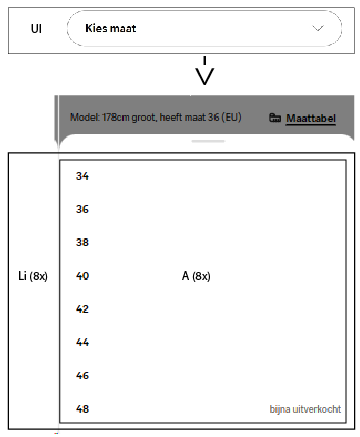 UI
Kies maat
Model: 178cm groot, heeft maat 36 (EU)
Maattabel
34
36
38
Li (8x)
40
A (8x)
42
44
46
48
bijna uitverkocht